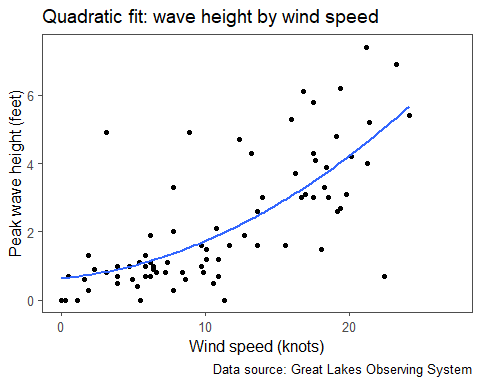 Quadratic fit: wave height by wind speed
Peak wave height (feet)
6
4
2
0
0 10 20
Wind speed (knots)
Data source: Great Lakes Observing System